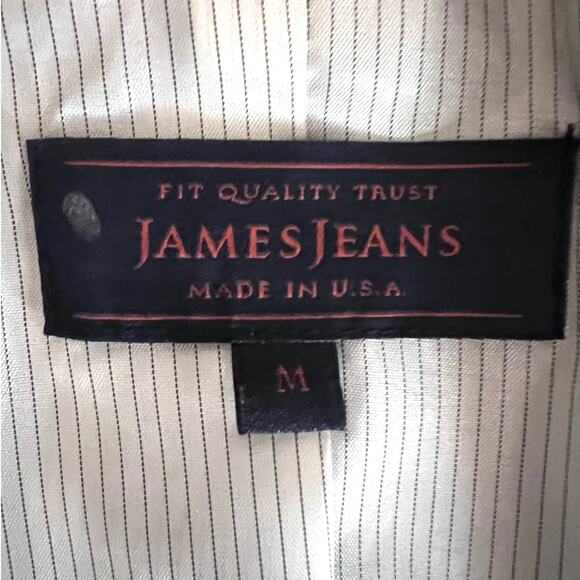 FIT QUALITY TRUST
JAMES JEANS
MADE IN U.S.A.
M